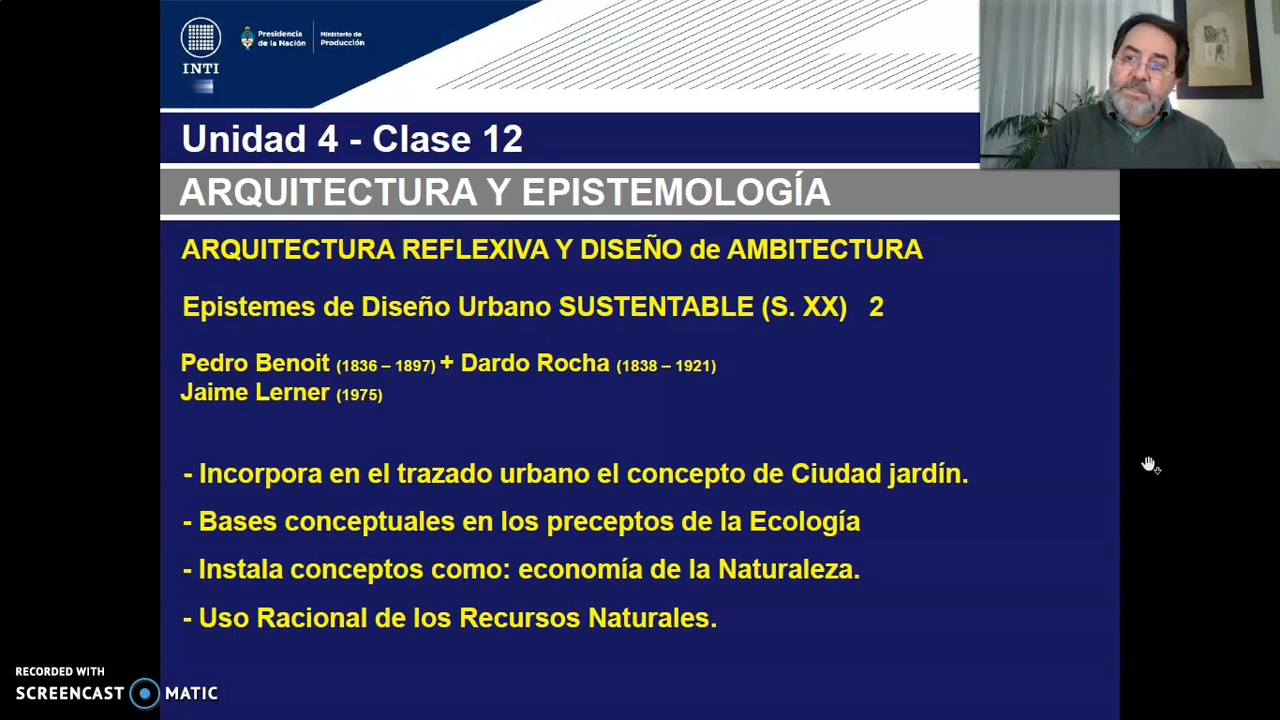 INTI
Presidencia
de la Nación
Ministerio de
Producción
Unidad 4 - Clase 12
ARQUITECTURA Y EPISTEMOLOGÍA
ARQUITECTURA REFLEXIVA Y DISEÑO de AMBITECTURA
Epistemes de Diseño Urbano SUSTENTABLE (S. XX) 2
Pedro Benoit (1836 – 1897) + Dardo Rocha (1838 – 1921)
Jaime Lerner (1975)
- Incorpora en el trazado urbano el concepto de Ciudad jardín.
- Bases conceptuales en los preceptos de la Ecología
- Instala conceptos como: economía de la Naturaleza.
- Uso Racional de los Recursos Naturales.
RECORDED WITH
SCREENCAST MATIC